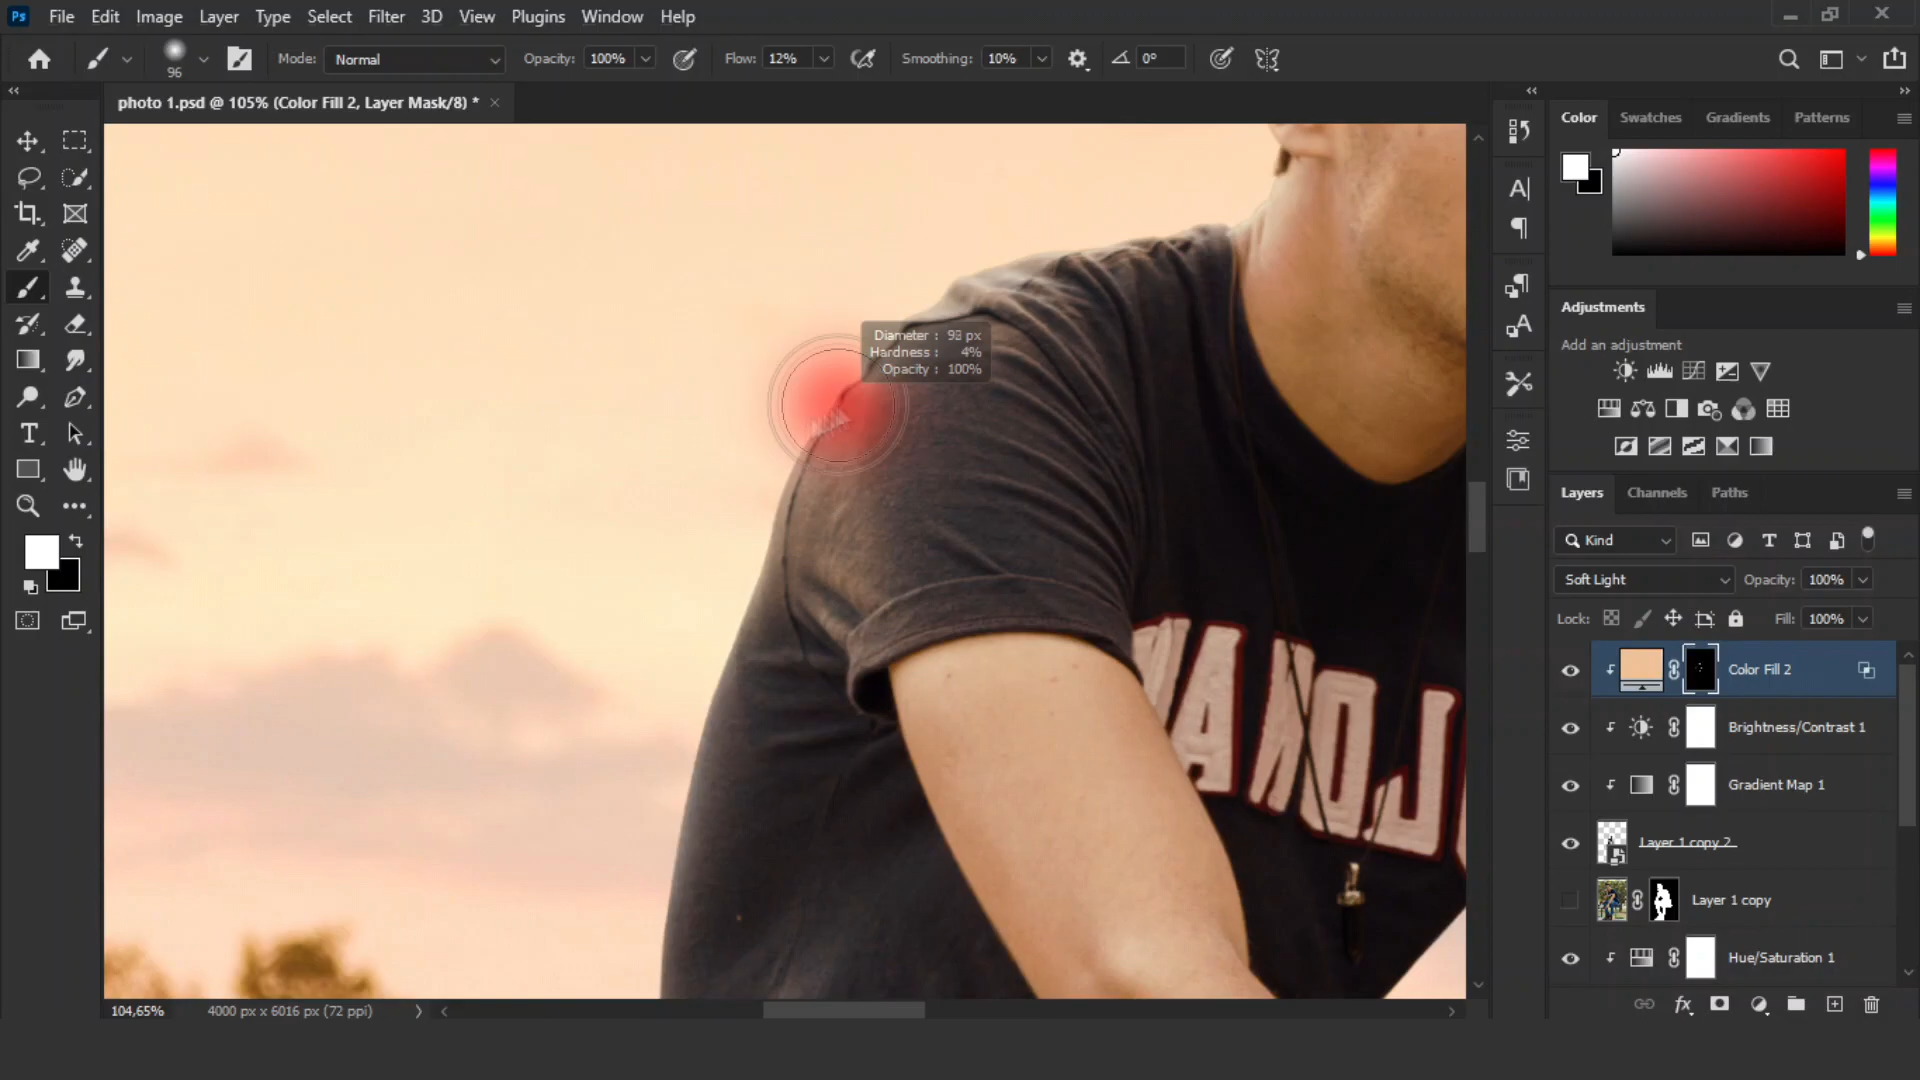 Ps File Edit Image Layer Type Select Filter 3D View Plugins Window Help
96 Mode: Normal Opacity: 100% Flow: 12% Smoothing: 10% 0°
photo 1.psd @ 105% (Color Fill 2, Layer Mask/8) *
Color Swatches Gradients Patterns
Diameter : 93 px
Hardness : 4%
Opacity : 100%
Adjustments
Add an adjustment
Layers Channels Paths
Kind
Soft Light Opacity: 100%
Lock: Fill: 100%
Color Fill 2
Brightness/Contrast 1
Gradient Map 1
Layer 1 copy 2
Layer 1 copy
Hue/Saturation 1
104,65% 4000 px x 6016 px (72 ppi)